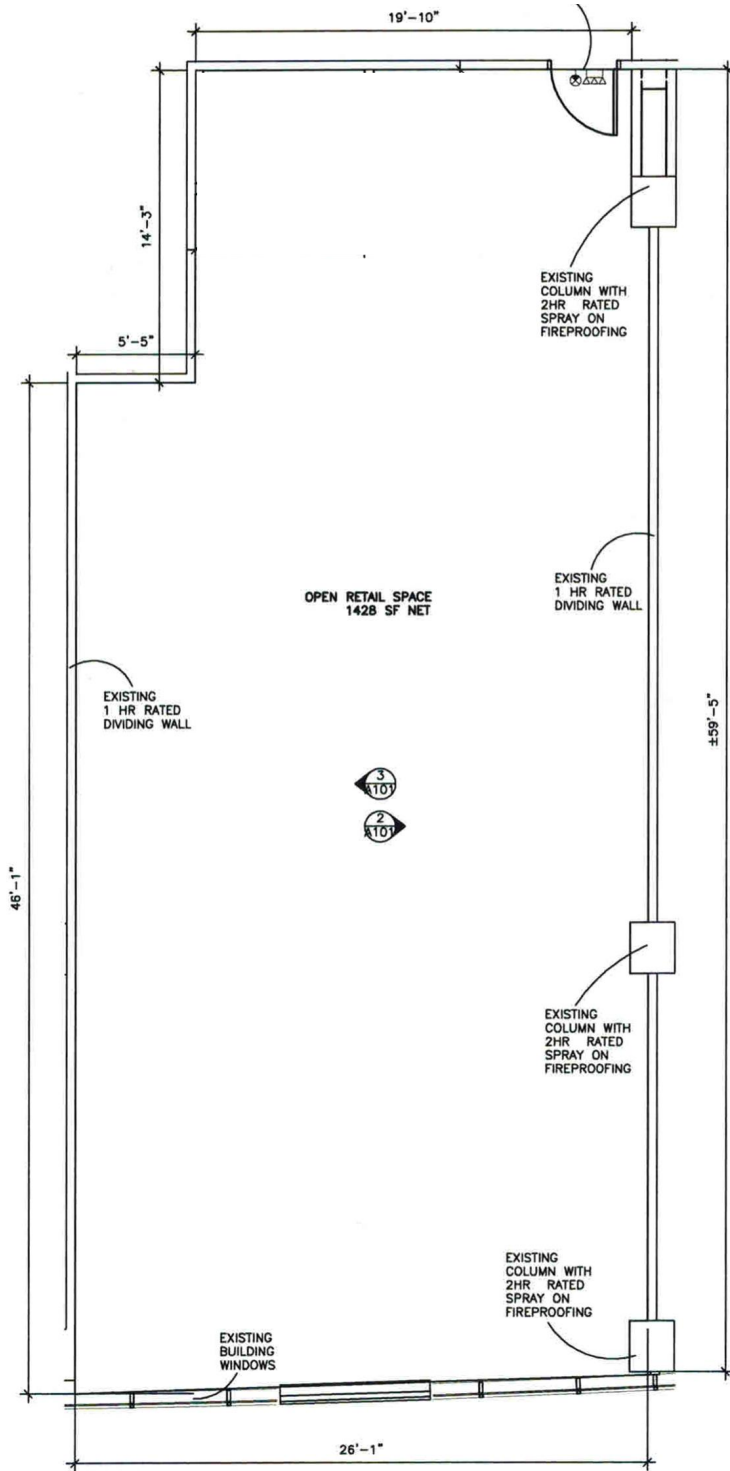 19'-10"
14'-3"
EXISTING
COLUMN WITH
2HR RATED
SPRAY ON
FIREPROOFING
5'-5"
EXISTING
1 HR RATED
DIVIDING WALL
OPEN RETAIL SPACE
1428 SF NET
EXISTING
1 HR RATED
DIVIDING WALL
±59'-5"
3
A101
2
A101
46'-1"
EXISTING
COLUMN WITH
2HR RATED
SPRAY ON
FIREPROOFING
EXISTING
COLUMN WITH
2HR RATED
SPRAY ON
FIREPROOFING
EXISTING
BUILDING
WINDOWS
26'-1"